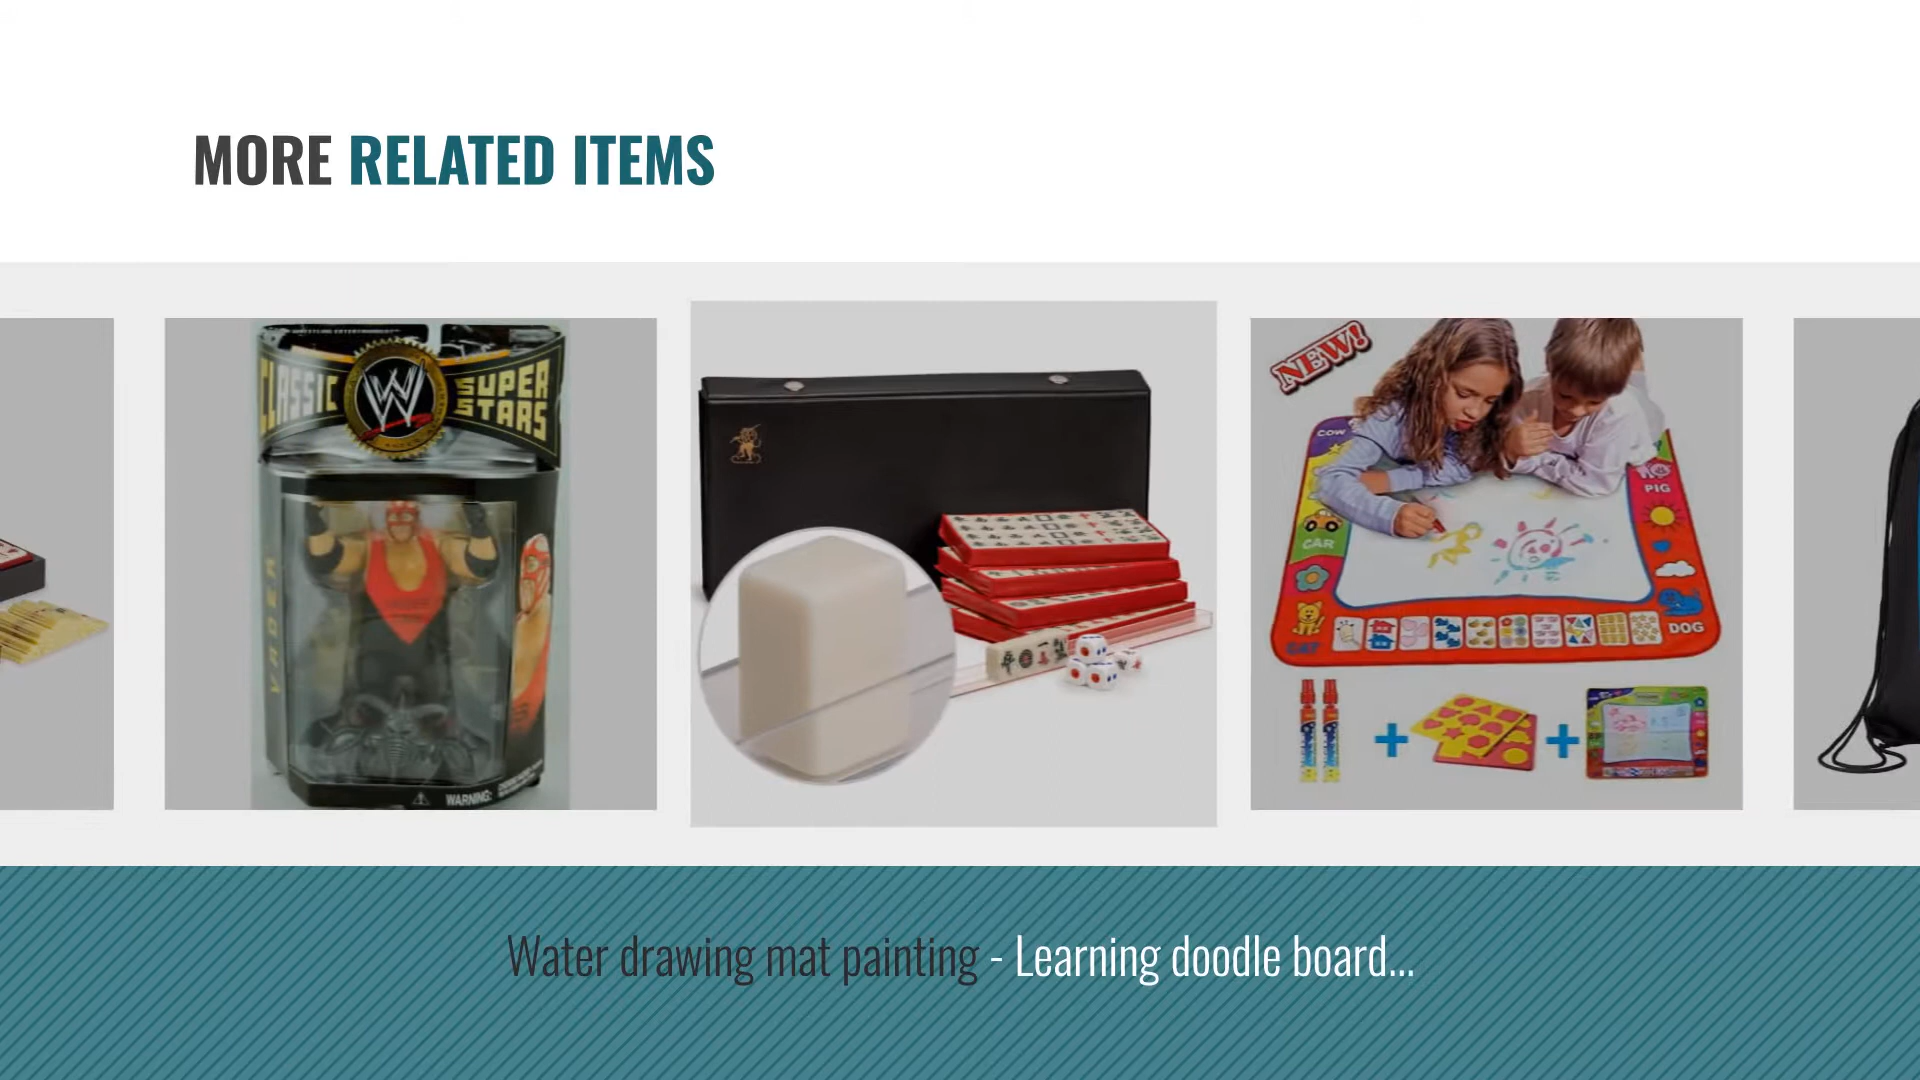 MORE RELATED ITEMS
CLASSIC
SUPER
STARS
W
VADER
WARNING:
NEW!
COW
PIG
CAR
CAT
DOG
Water drawing mat painting - Learning doodle board...